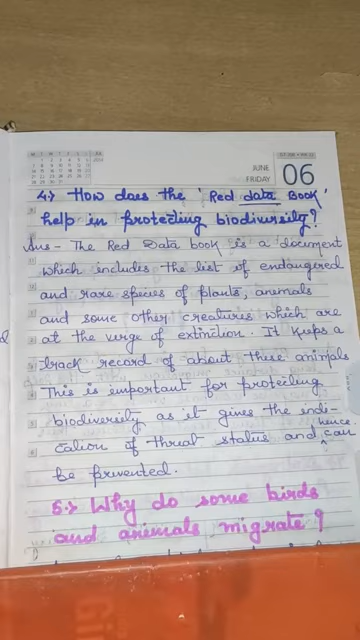 JUNE
FRIDAY
06
4.) How does the 'Red data Book'
help in protecting biodiversity?
Ans - The Red Data book is a document
which includes the list of endangered
and rare species of plants, anemals
and some other creatures which are
at the verge of extinction. It keeps a
track record of about these animals
This is important for protecting
biodiversity as it gives the indi-
cation of threat status and hence can
be prevented.
5.) Why do some birds
and animals migrate?